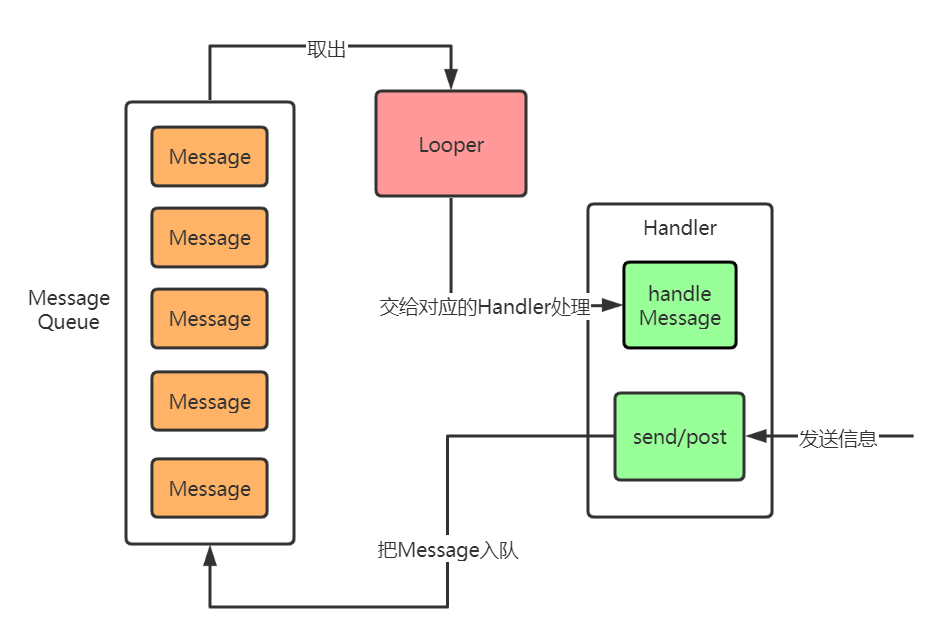 取出
Looper
Message
Message
Message
Message
Message
Message
Queue
Handler
handle
Message
交给对应的Handler处理
send/post
发送信息
把Message入队